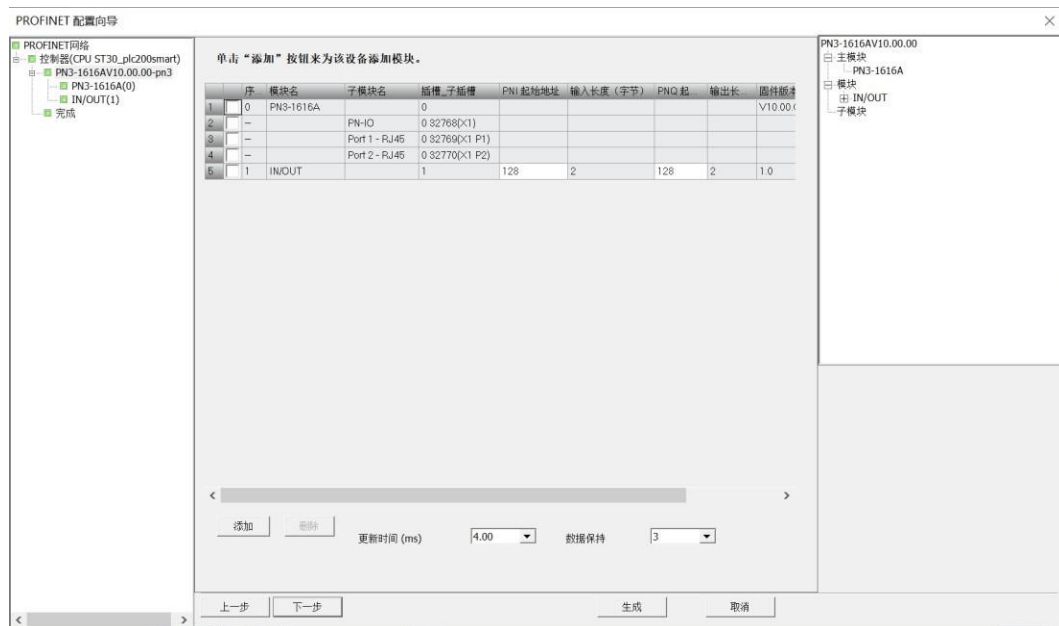 PROFINET 配置向导
PROFINET网络
控制器(CPU ST30_plc200smart)
PN3-1616AV10.00.00-pn3
PN3-1616A(0)
IN/OUT(1)
完成
单击“添加”按钮来为该设备添加模块。
序... 模块名 子模块名 插槽_子插槽 PNI 起始地址 输入长度（字节） PNQ 起... 输出长... 固件版本
1 0 PN3-1616A 0 V10.00.
2 -- PN-IO 0 32768(X1)
3 -- Port 1 - RJ45 0 32769(X1 P1)
4 -- Port 2 - RJ45 0 32770(X1 P2)
5 1 IN/OUT 1 128 2 128 2 1.0
添加 删除 更新时间 (ms) 4.00 数据保持 3
上一步 下一步 生成 取消
PN3-1616AV10.00.00
主模块
PN3-1616A
模块
IN/OUT
子模块